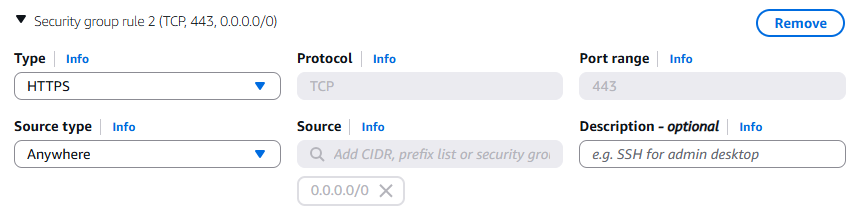 Security group rule 2 (TCP, 443, 0.0.0.0/0)
Remove
Type Info
Protocol Info
Port range Info
HTTPS
TCP
443
Source type Info
Source Info
Description - optional Info
Anywhere
Add CIDR, prefix list or security grou
e.g. SSH for admin desktop
0.0.0.0/0